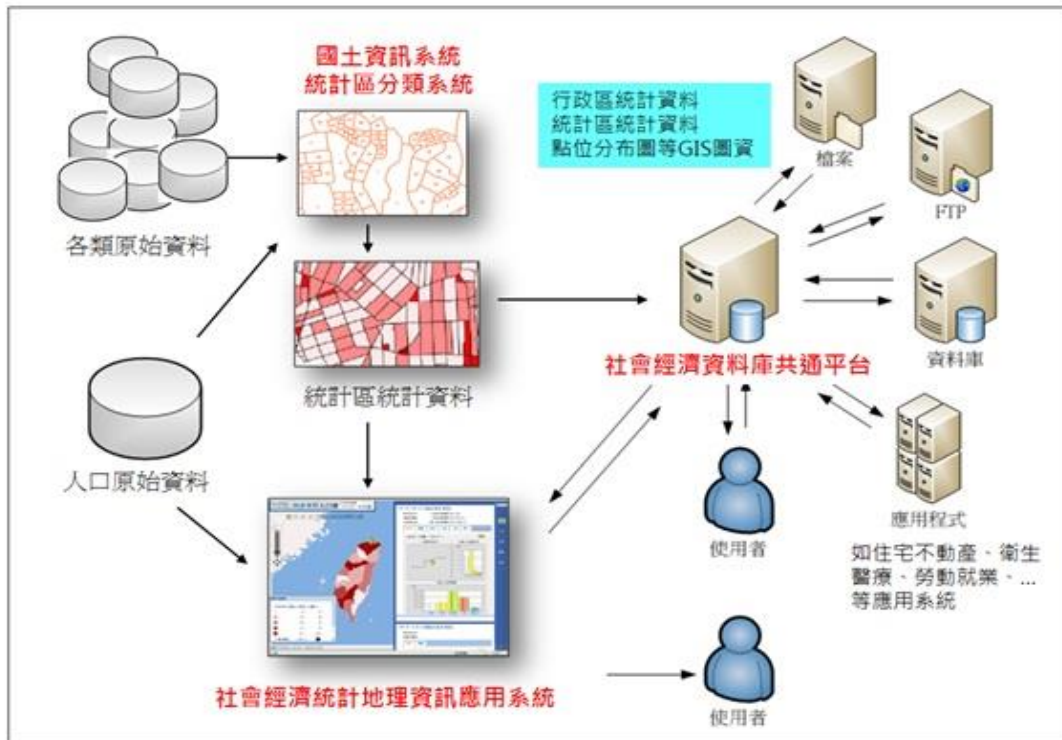 國土資訊系統
統計區分類系統
行政區統計資料
統計區統計資料
點位分布圖等GIS圖資
檔案
FTP
各類原始資料
資料庫
社會經濟資料庫共通平台
統計區統計資料
人口原始資料
應用程式
使用者
如住宅不動產、衛生
醫療、勞動就業、...
等應用系統
社會經濟統計地理資訊應用系統
使用者